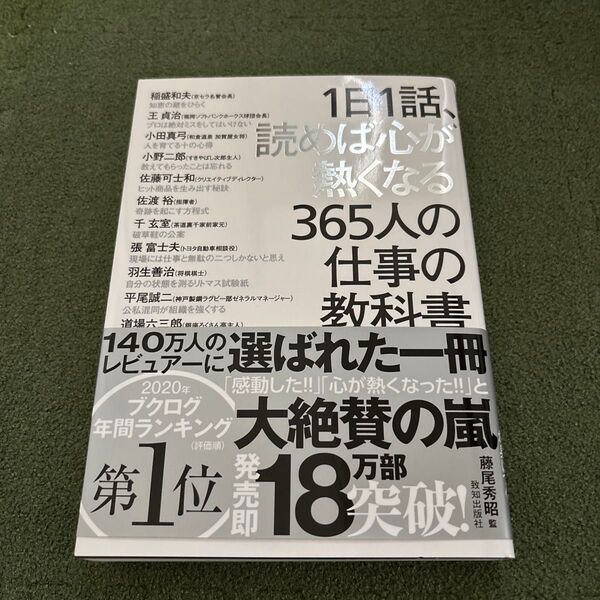 稲盛和夫(京セラ名誉会長)
知恵の蔵をひらく
王 貞治(福岡ソフトバンクホークス球団会長)
プロは絶対ミスをしてはいけない
小田真弓(和倉温泉 加賀屋女将)
人を育てる十の心得
小野二郎(すきやばし次郎主人)
教えてもらったことは忘れる
佐藤可士和(クリエイティブディレクター)
ヒット商品を生み出す秘訣
佐渡 裕(指揮者)
奇跡を起こす方程式
千 玄室(茶道裏千家前家元)
破草鞋の公案
張 富士夫(トヨタ自動車相談役)
現場には仕事と無駄の二つしかないと思え
羽生善治(将棋棋士)
自分の状態を測るリトマス試験紙
平尾誠二(神戸製鋼ラグビー部ゼネラルマネージャー)
公私混同が組織を強くする
道場六三郎(銀座ろくさん亭主人)
1日1話、
読めば心が
熱くなる
365人の
仕事の
教科書
140万人の
レビュアーに選ばれた一冊
2020年
ブクログ
年間ランキング
(評価順)
第1位
「感動した!!」「心が熱くなった!!」と
大絶賛の嵐
発売即
18万部
突破!
藤尾秀昭 監
致知出版社